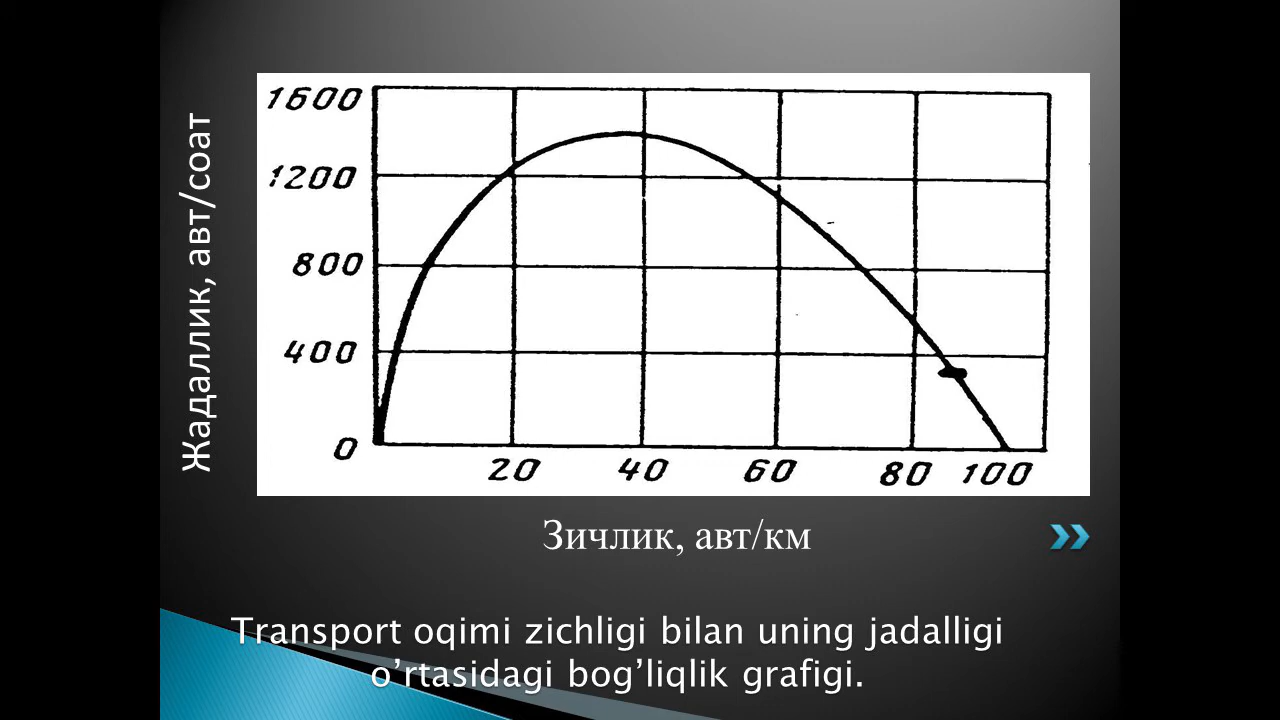 Жадаллик, авт/соат
1600
1200
800
400
0
20 40 60 80 100
Зичлик, авт/км
Transport oqimi zichligi bilan uning jadalligi
o’rtasidagi bog’liqlik grafigi.